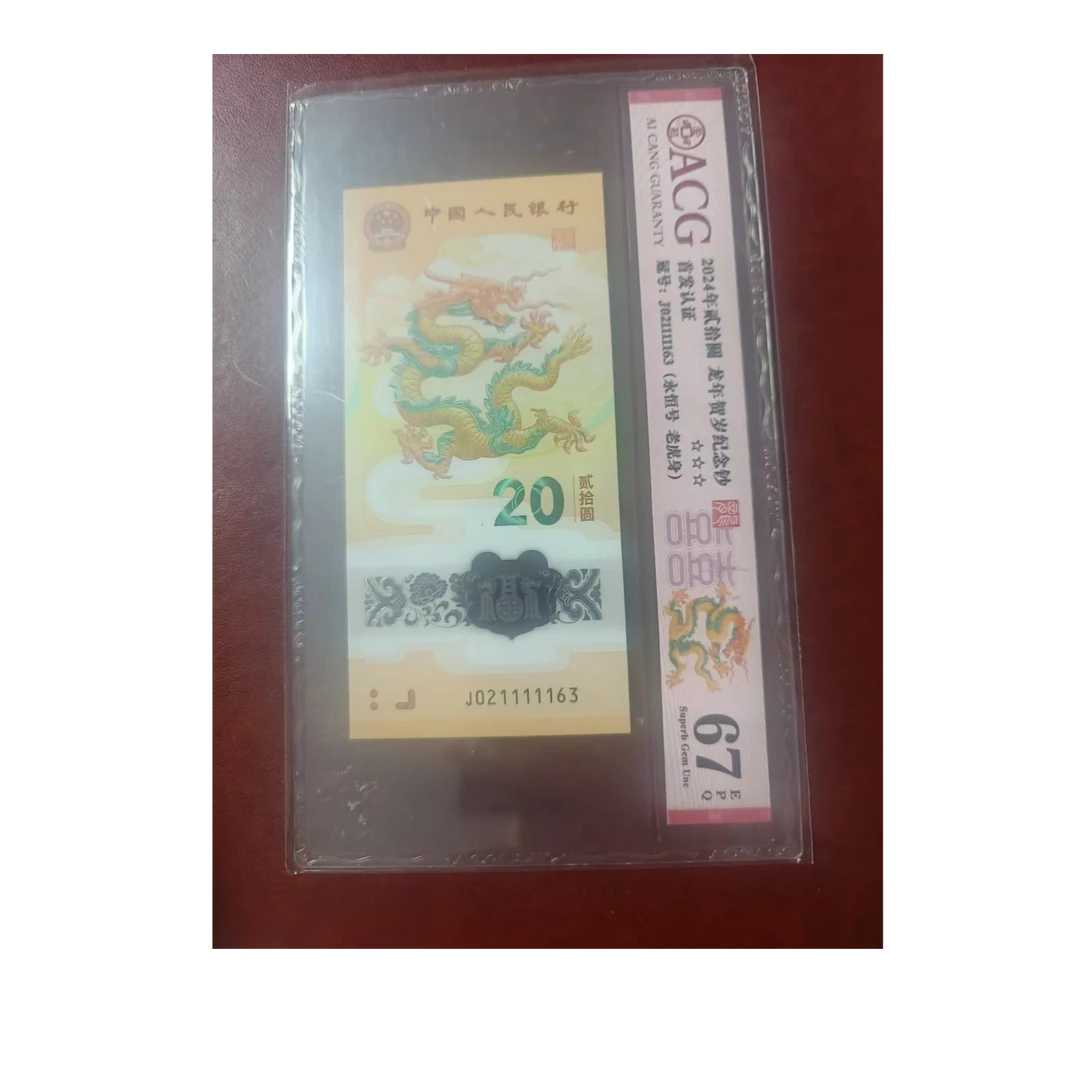 中国人民银行
20
贰拾圆
J021111163
ACG
AI CANG GUARANTY
2024年贰拾圆 龙年贺岁纪念钞
首发认证 ☆☆☆
冠号：J021111163（永恒号 老虎身）
囍
67
EPQ
Superb Gem Unc